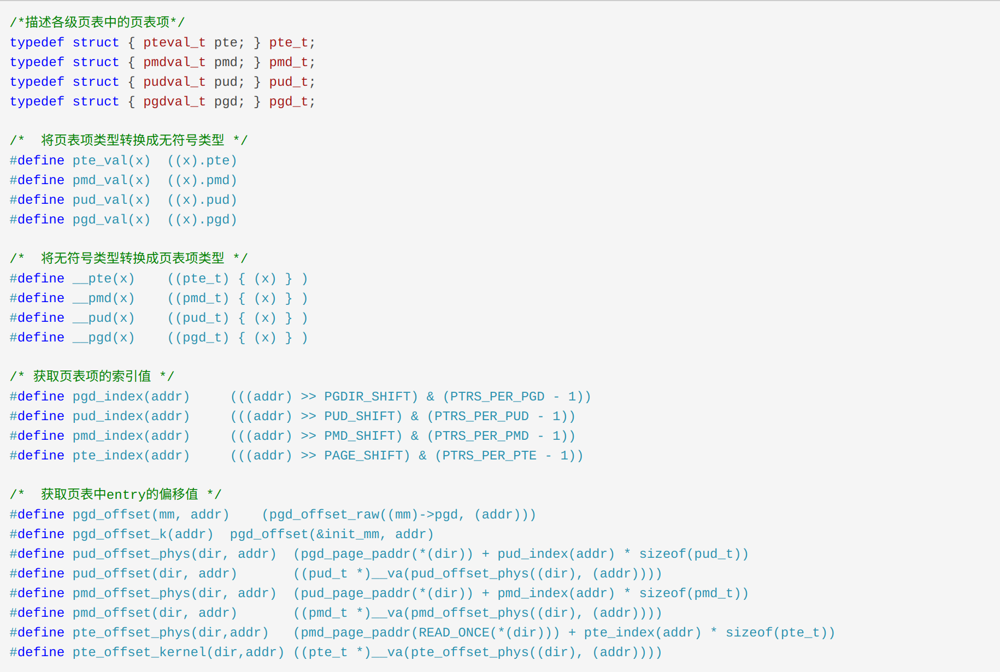 /*描述各级页表中的页表项*/
typedef struct { pteval_t pte; } pte_t;
typedef struct { pmdval_t pmd; } pmd_t;
typedef struct { pudval_t pud; } pud_t;
typedef struct { pgdval_t pgd; } pgd_t;
/*  将页表项类型转换成无符号类型 */
#define pte_val(x)  ((x).pte)
#define pmd_val(x)  ((x).pmd)
#define pud_val(x)  ((x).pud)
#define pgd_val(x)  ((x).pgd)
/*  将无符号类型转换成页表项类型 */
#define __pte(x)    ((pte_t) { (x) } )
#define __pmd(x)    ((pmd_t) { (x) } )
#define __pud(x)    ((pud_t) { (x) } )
#define __pgd(x)    ((pgd_t) { (x) } )
/* 获取页表项的索引值 */
#define pgd_index(addr)     (((addr) >> PGDIR_SHIFT) & (PTRS_PER_PGD - 1))
#define pud_index(addr)     (((addr) >> PUD_SHIFT) & (PTRS_PER_PUD - 1))
#define pmd_index(addr)     (((addr) >> PMD_SHIFT) & (PTRS_PER_PMD - 1))
#define pte_index(addr)     (((addr) >> PAGE_SHIFT) & (PTRS_PER_PTE - 1))
/*  获取页表中entry的偏移值 */
#define pgd_offset(mm, addr)    (pgd_offset_raw((mm)->pgd, (addr)))
#define pgd_offset_k(addr)  pgd_offset(&init_mm, addr)
#define pud_offset_phys(dir, addr)  (pgd_page_paddr(*(dir)) + pud_index(addr) * sizeof(pud_t))
#define pud_offset(dir, addr)       ((pud_t *)__va(pud_offset_phys((dir), (addr))))
#define pmd_offset_phys(dir, addr)  (pud_page_paddr(*(dir)) + pmd_index(addr) * sizeof(pmd_t))
#define pmd_offset(dir, addr)       ((pmd_t *)__va(pmd_offset_phys((dir), (addr))))
#define pte_offset_phys(dir,addr)   (pmd_page_paddr(READ_ONCE(*(dir))) + pte_index(addr) * sizeof(pte_t))
#define pte_offset_kernel(dir,addr) ((pte_t *)__va(pte_offset_phys((dir), (addr))))